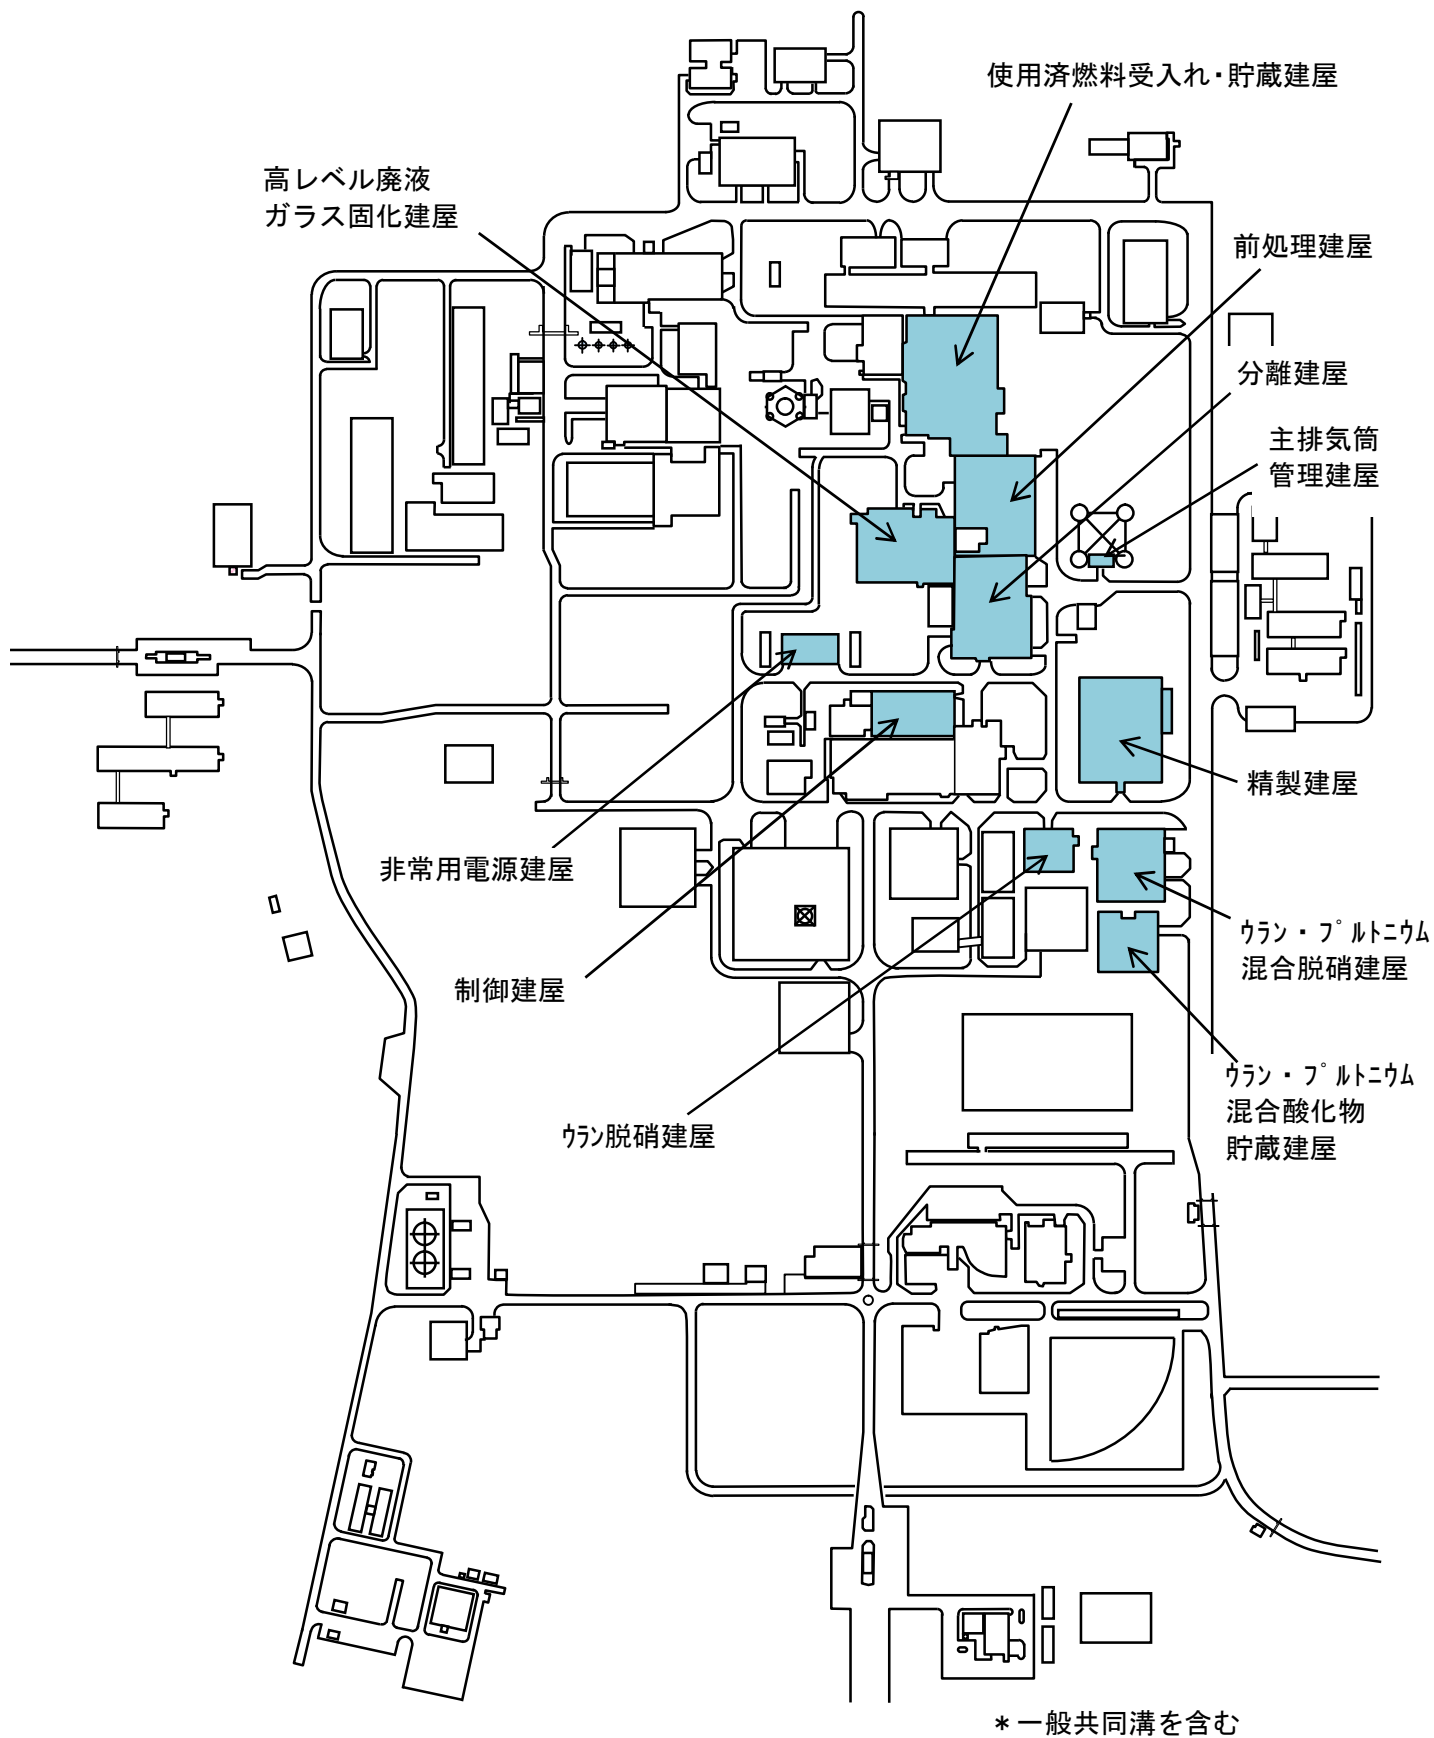 使用済燃料受入れ・貯蔵建屋
高レベル廃液
ガラス固化建屋
前処理建屋
分離建屋
主排気筒
管理建屋
精製建屋
非常用電源建屋
ｳﾗﾝ・ﾌﾟﾙﾄﾆｳﾑ
混合脱硝建屋
制御建屋
ｳﾗﾝ・ﾌﾟﾙﾄﾆｳﾑ
混合酸化物
貯蔵建屋
ｳﾗﾝ脱硝建屋
＊一般共同溝を含む